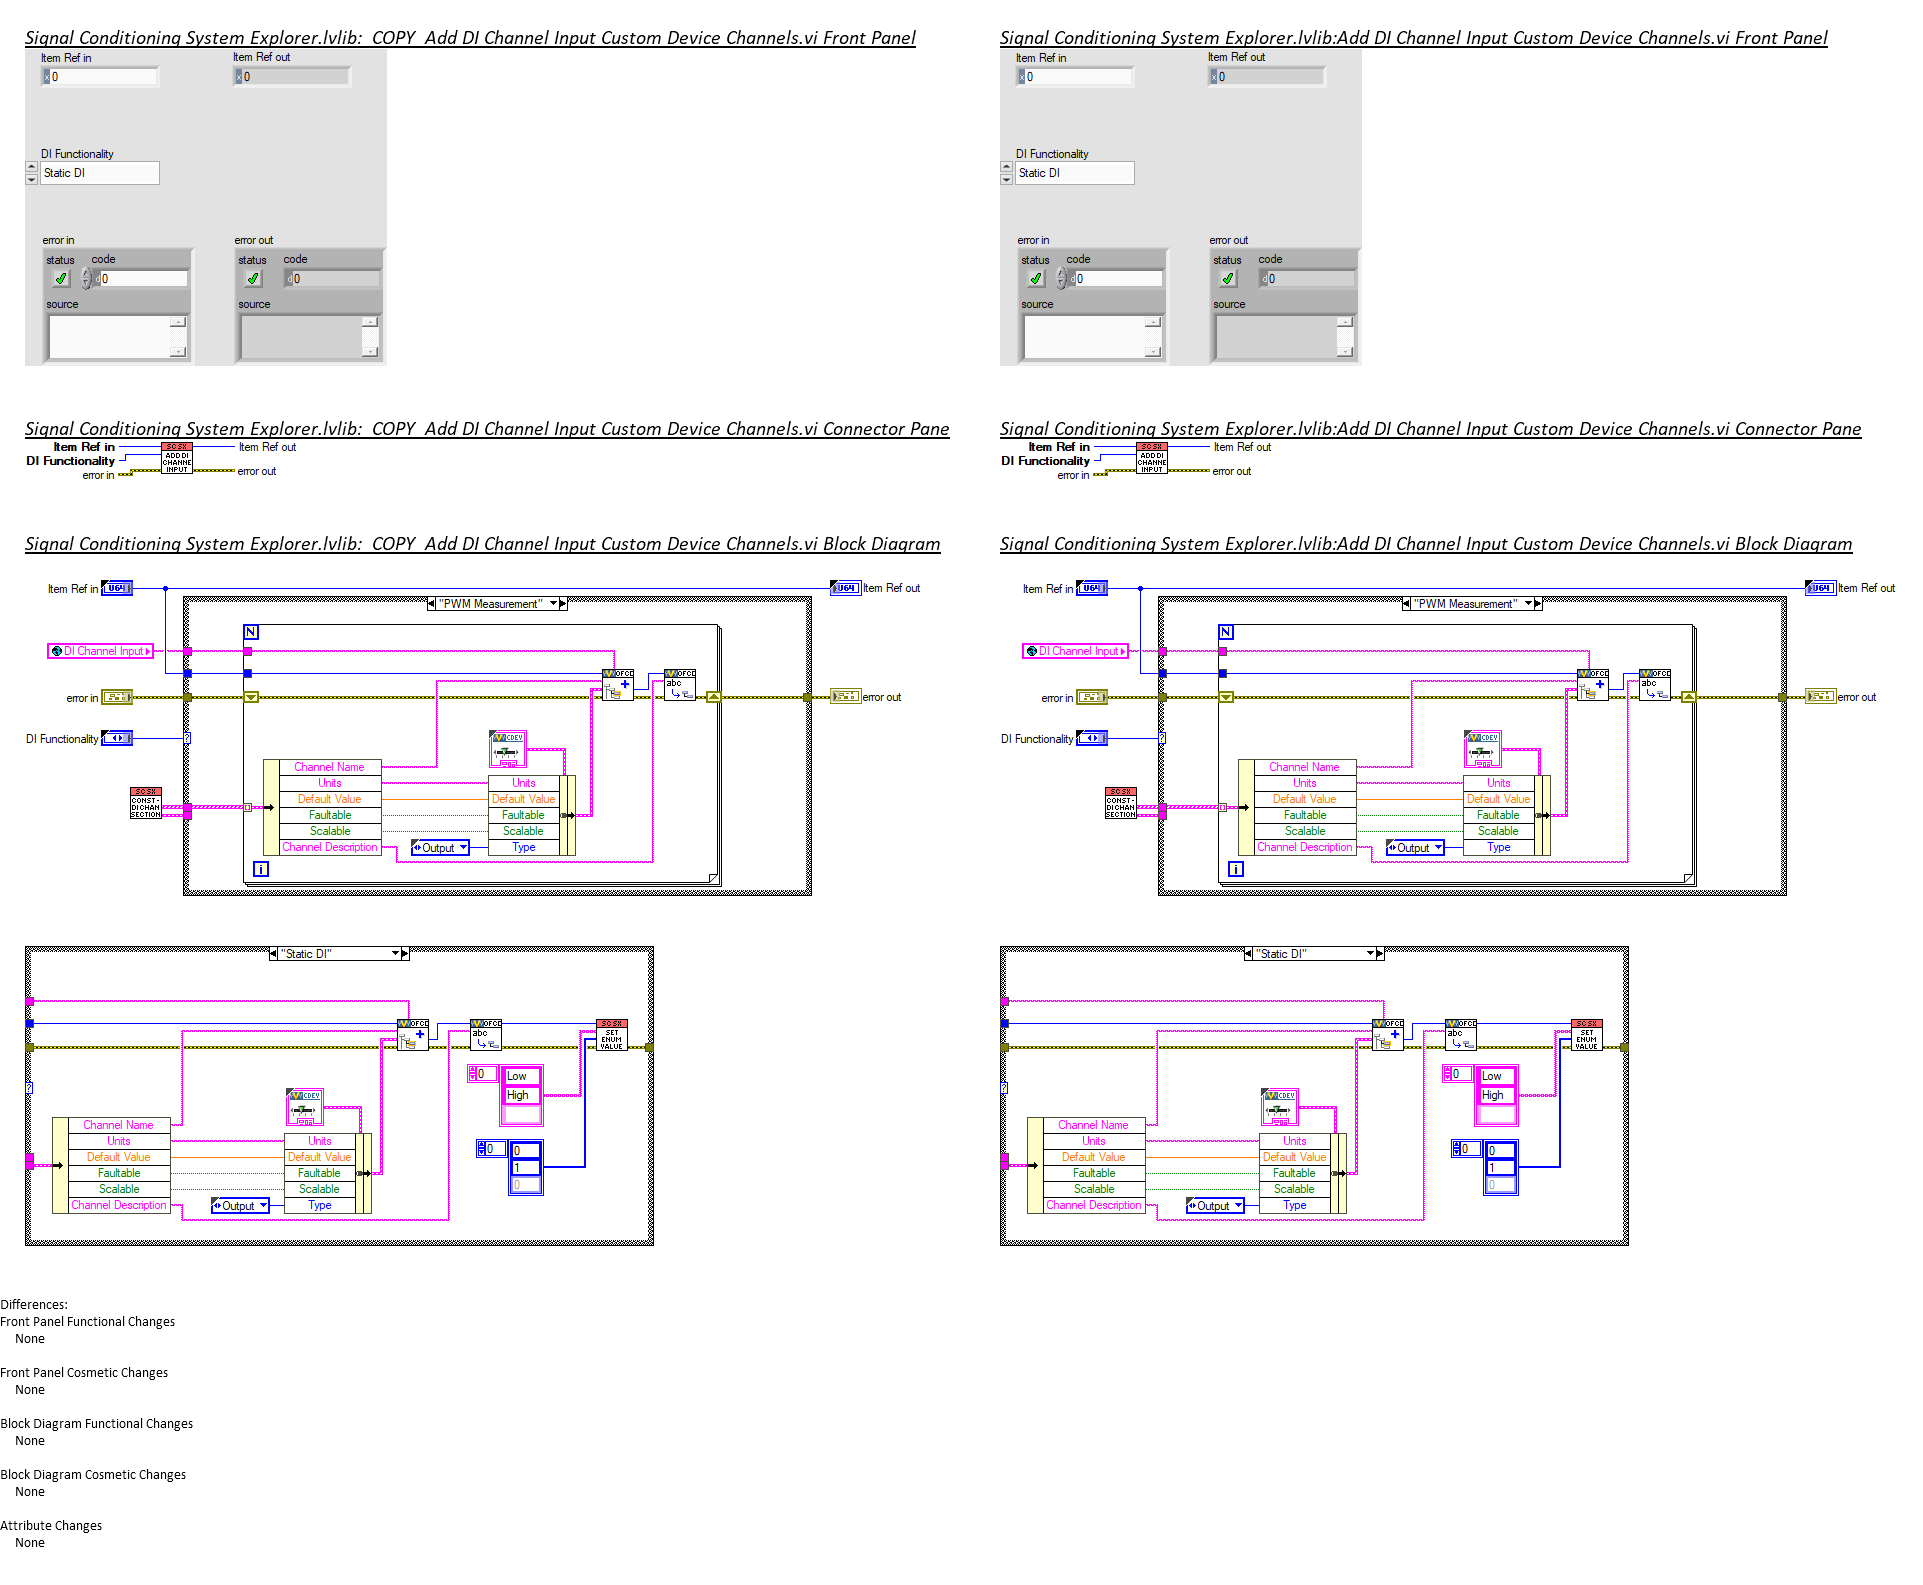 Signal Conditioning System Explorer.lvlib:  COPY  Add DI Channel Input Custom Device Channels.vi Front Panel
Item Ref in
Item Ref out
x 0
x 0
DI Functionality
Static DI
error in
error out
status
code
status
code
d 0
d 0
source
source
Signal Conditioning System Explorer.lvlib:Add DI Channel Input Custom Device Channels.vi Front Panel
Item Ref in
Item Ref out
x 0
x 0
DI Functionality
Static DI
error in
error out
status
code
status
code
d 0
d 0
source
source
Signal Conditioning System Explorer.lvlib:  COPY  Add DI Channel Input Custom Device Channels.vi Connector Pane
Item Ref in
DI Functionality
error in
SCSX
ADD DI
CHANNE
INPUT
Item Ref out
error out
Signal Conditioning System Explorer.lvlib:Add DI Channel Input Custom Device Channels.vi Connector Pane
Item Ref in
DI Functionality
error in
SCSX
ADD DI
CHANNE
INPUT
Item Ref out
error out
Signal Conditioning System Explorer.lvlib:  COPY  Add DI Channel Input Custom Device Channels.vi Block Diagram
Item Ref in
U64
U64
Item Ref out
"PWM Measurement"
N
DI Channel Input
OFCD
OFCD
abc
error in
error out
DI Functionality
?
CDEV
Channel Name
Units
Units
Default Value
Default Value
SCSX
CONST-
DI CHAN
SECTION
Faultable
Faultable
Scalable
Scalable
Channel Description
Output
Type
i
"Static DI"
OFCD
OFCD
abc
SCSX
SET
ENUM
VALUE
0
Low
High
?
CDEV
Channel Name
Units
Units
0
0
1
0
Default Value
Default Value
Faultable
Faultable
Scalable
Scalable
Channel Description
Output
Type
Signal Conditioning System Explorer.lvlib:Add DI Channel Input Custom Device Channels.vi Block Diagram
Item Ref in
U64
U64
Item Ref out
"PWM Measurement"
N
DI Channel Input
OFCD
OFCD
abc
error in
error out
DI Functionality
?
CDEV
Channel Name
Units
Units
Default Value
Default Value
SCSX
CONST-
DI CHAN
SECTION
Faultable
Faultable
Scalable
Scalable
Channel Description
Output
Type
i
"Static DI"
OFCD
OFCD
abc
SCSX
SET
ENUM
VALUE
0
Low
High
?
CDEV
Channel Name
Units
Units
0
0
1
0
Default Value
Default Value
Faultable
Faultable
Scalable
Scalable
Channel Description
Output
Type
Differences:
Front Panel Functional Changes
None
Front Panel Cosmetic Changes
None
Block Diagram Functional Changes
None
Block Diagram Cosmetic Changes
None
Attribute Changes
None